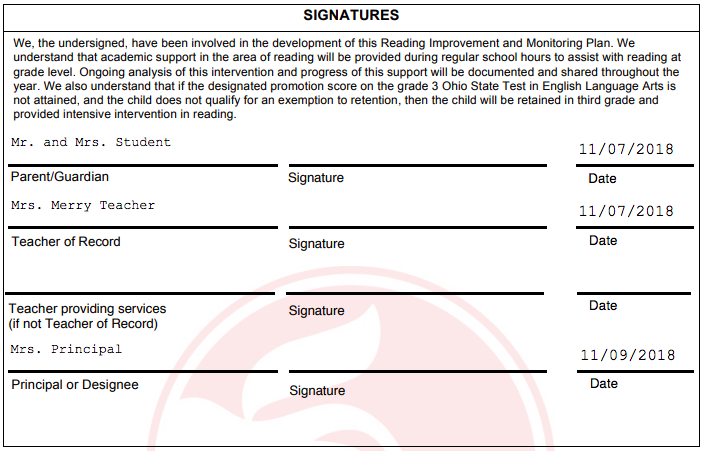 SIGNATURES
We, the undersigned, have been involved in the development of this Reading Improvement and Monitoring Plan. We
understand that academic support in the area of reading will be provided during regular school hours to assist with reading at
grade level. Ongoing analysis of this intervention and progress of this support will be documented and shared throughout the
year. We also understand that if the designated promotion score on the grade 3 Ohio State Test in English Language Arts is
not attained, and the child does not qualify for an exemption to retention, then the child will be retained in third grade and
provided intensive intervention in reading.
Mr. and Mrs. Student 11/07/2018
Parent/Guardian Signature Date
Mrs. Merry Teacher 11/07/2018
Teacher of Record Signature Date
Teacher providing services Signature Date
(if not Teacher of Record)
Mrs. Principal 11/09/2018
Principal or Designee Signature Date